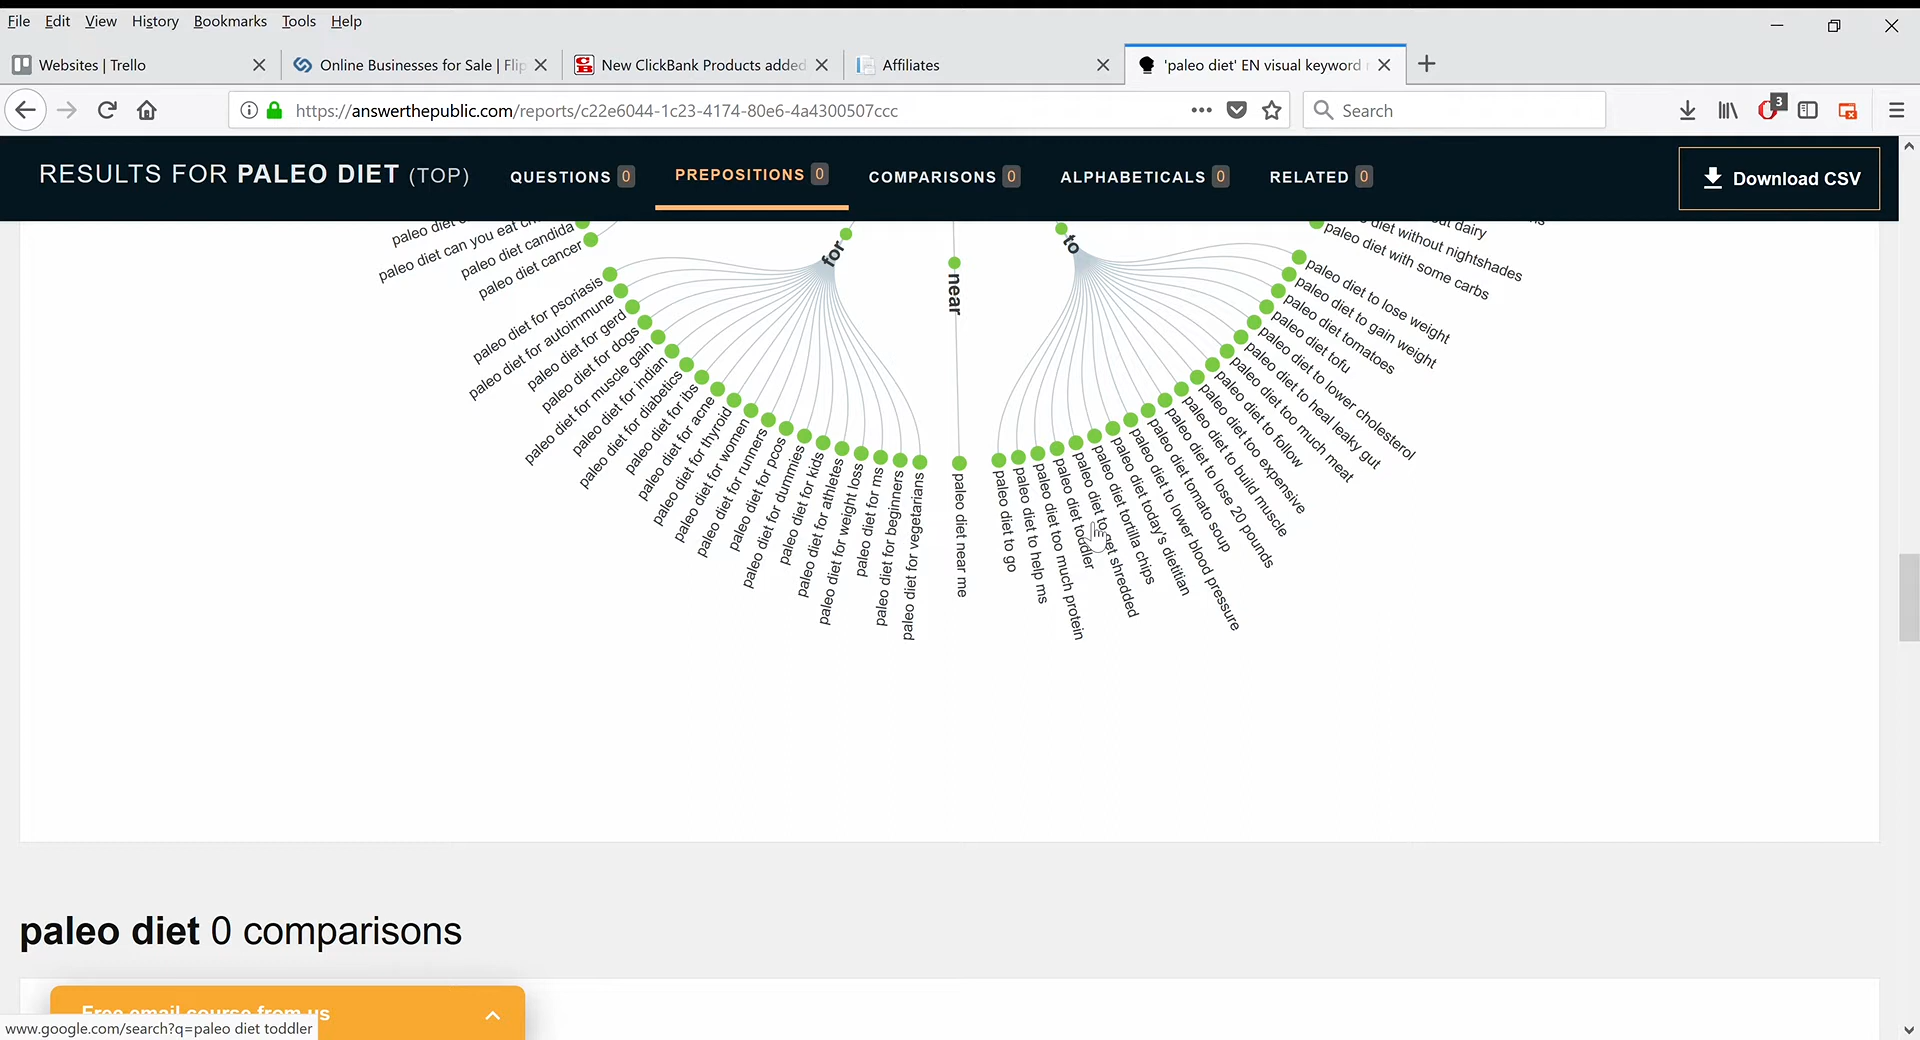 File Edit View History Bookmarks Tools Help
Websites | Trello
Online Businesses for Sale | Flip
New ClickBank Products added
Affiliates
'paleo diet' EN visual keyword
https://answerthepublic.com/reports/c22e6044-1c23-4174-80e6-4a4300507ccc
Search
3
RESULTS FOR PALEO DIET (TOP)
QUESTIONS 0
PREPOSITIONS 0
COMPARISONS 0
ALPHABETICALS 0
RELATED 0
Download CSV
paleo diet can you eat
paleo diet candida
paleo diet cancer
for
near
to
paleo diet for psoriasis
paleo diet for autoimmune
paleo diet for gerd
paleo diet for dogs
paleo diet for muscle gain
paleo diet for indian
paleo diet for diabetics
paleo diet for ibs
paleo diet for acne
paleo diet for thyroid
paleo diet for women
paleo diet for runners
paleo diet for pcos
paleo diet for dummies
paleo diet for kids
paleo diet for athletes
paleo diet for weight loss
paleo diet for ms
paleo diet for beginners
paleo diet for vegetarians
paleo diet near me
paleo diet to go
paleo diet to help ms
paleo diet too much protein
paleo diet toddler
paleo diet to get shredded
paleo diet tortilla chips
paleo diet today's dietitian
paleo diet to lower blood pressure
paleo diet tomato soup
paleo diet to lose 20 pounds
paleo diet to build muscle
paleo diet too expensive
paleo diet to follow
paleo diet too much meat
paleo diet to heal leaky gut
paleo diet to lower cholesterol
paleo diet tofu
paleo diet tomatoes
paleo diet to gain weight
paleo diet to lose weight
paleo diet with some carbs
diet without nightshades
dairy
paleo diet 0 comparisons
Free email course from us
www.google.com/search?q=paleo diet toddler